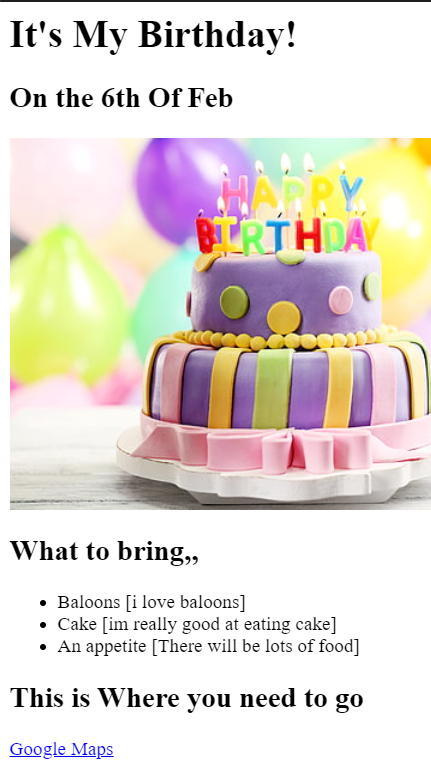 It's My Birthday!
On the 6th Of Feb
HAPPY
BIRTHDAY
What to bring,,
Baloons [i love baloons]
Cake [im really good at eating cake]
An appetite [There will be lots of food]
This is Where you need to go
Google Maps